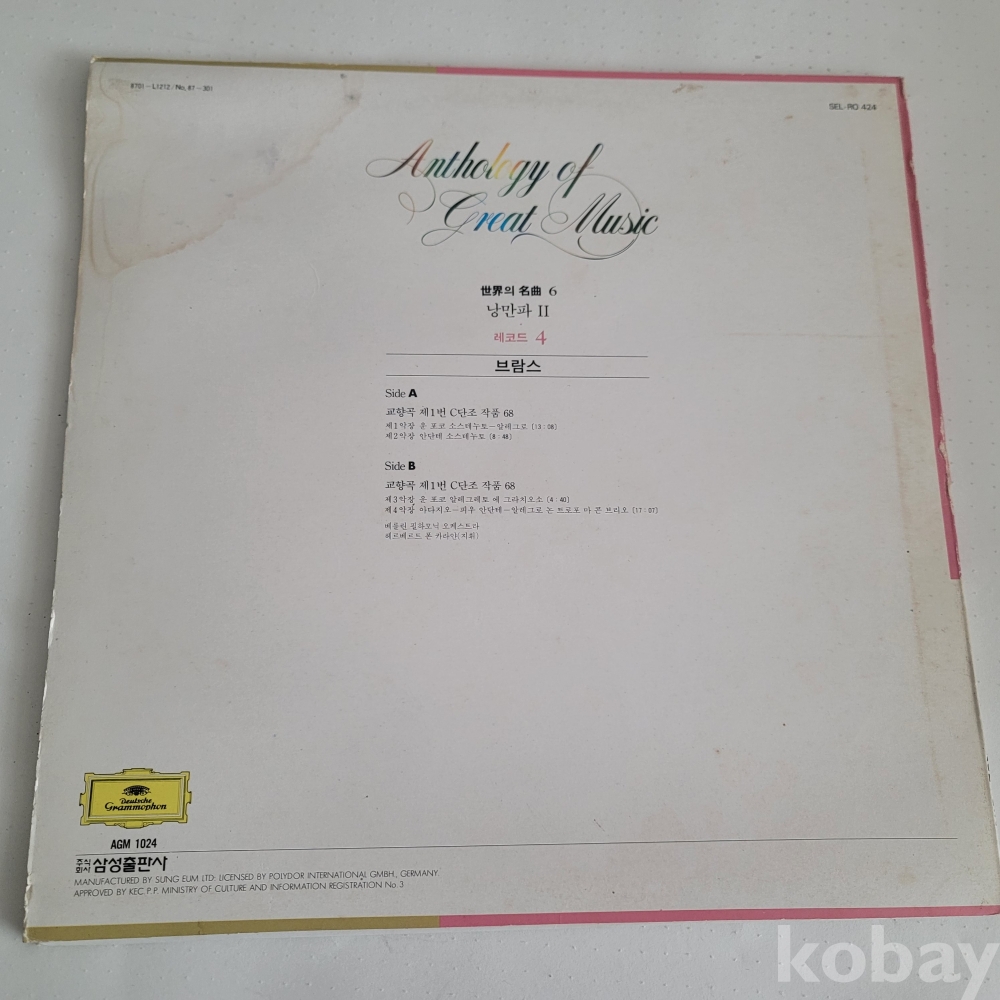 8701-L1212/No, 87-301
SEL-RO 424
Anthology of
Great Music
世界의 名曲 6
낭만파 II
레코드 4
브람스
Side A
교향곡 제1번 C단조 작품 68
제1악장 운 포코 소스테누토-알레그로 (13:08)
제2악장 안단테 소스테누토 (8:48)
Side B
교향곡 제1번 C단조 작품 68
제3악장 운 포코 알레그레토 에 그라치오소 (4:40)
제4악장 아다지오-피우 안단테-알레그로 논 트로포 마 콘 브리오 (17:07)
베를린 필하모닉 오케스트라
헤르베르트 폰 카라얀(지휘)
Deutsche
Grammophon
AGM 1024
주식회사 삼성출판사
MANUFACTURED BY SUNG EUM LTD: LICENSED BY POLYDOR INTERNATIONAL GMBH., GERMANY.
APPROVED BY KEC P.P. MINISTRY OF CULTURE AND INFORMATION REGISTRATION No. 3
kobay